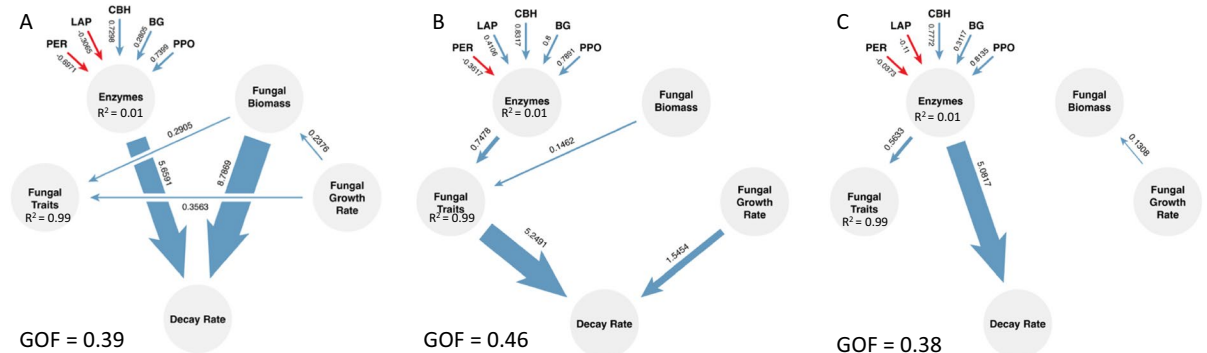 A
CBH
LAP
BG
PER
PPO
-0.6971
-0.3065
0.7298
0.2805
0.7399
Enzymes
R² = 0.01
Fungal
Biomass
0.2905
0.2376
5.6591
8.7869
Fungal
Traits
R² = 0.99
0.3563
Fungal
Growth
Rate
Decay Rate
GOF = 0.39
B
CBH
LAP
BG
PER
PPO
-0.3617
0.4106
0.8317
0.8
0.7891
Enzymes
R² = 0.01
Fungal
Biomass
0.7478
0.1462
Fungal
Traits
R² = 0.99
Fungal
Growth
Rate
5.2491
1.5454
Decay Rate
GOF = 0.46
C
CBH
LAP
BG
PER
PPO
-0.0373
-0.11
0.7772
0.3117
0.8135
Enzymes
R² = 0.01
Fungal
Biomass
0.5633
0.1308
5.0817
Fungal
Traits
R² = 0.99
Fungal
Growth
Rate
Decay Rate
GOF = 0.38